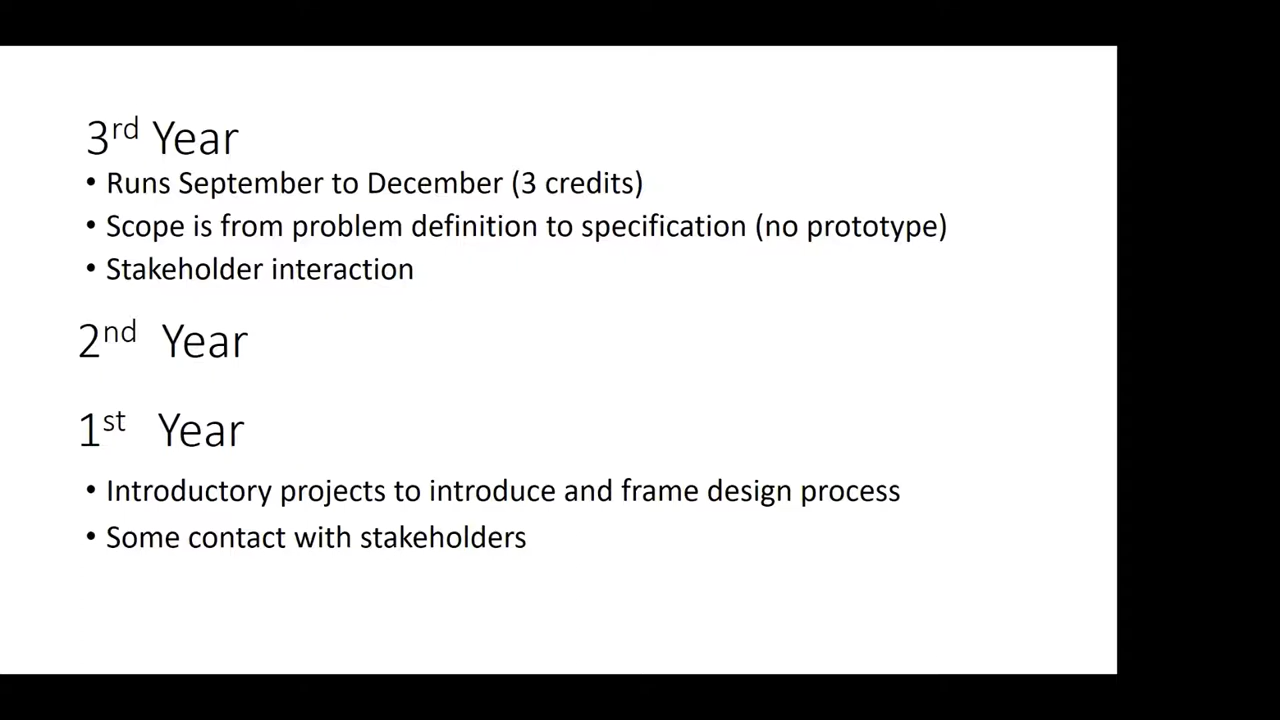 3rd Year
• Runs September to December (3 credits)
• Scope is from problem definition to specification (no prototype)
• Stakeholder interaction
2nd Year
1st Year
• Introductory projects to introduce and frame design process
• Some contact with stakeholders